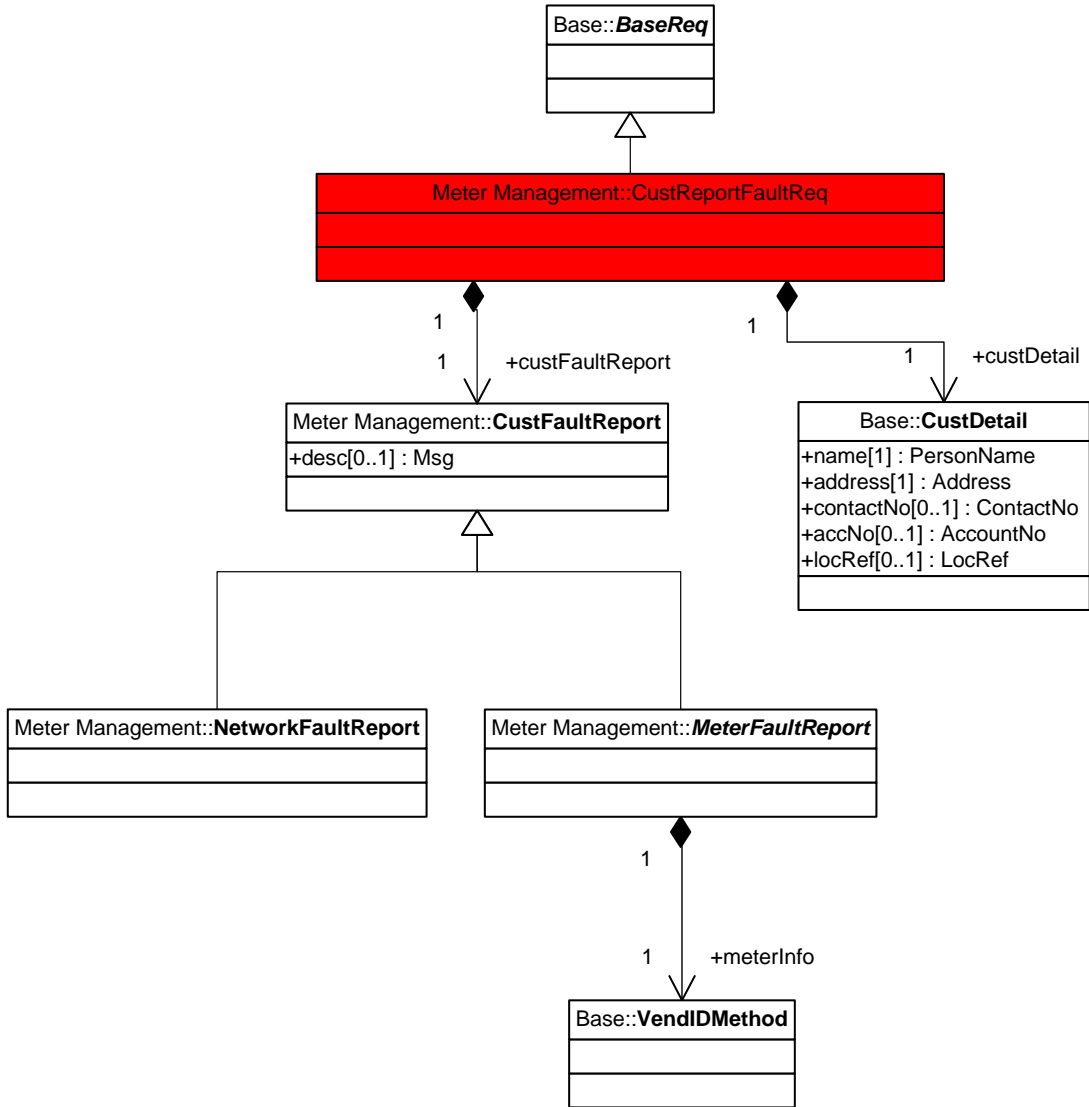 Base::BaseReq
Meter Management::CustReportFaultReq
1
1
1
+custFaultReport
1
+custDetail
Meter Management::CustFaultReport
+desc[0..1] : Msg
Base::CustDetail
+name[1] : PersonName
+address[1] : Address
+contactNo[0..1] : ContactNo
+accNo[0..1] : AccountNo
+locRef[0..1] : LocRef
Meter Management::NetworkFaultReport
Meter Management::MeterFaultReport
1
1
+meterInfo
Base::VendIDMethod